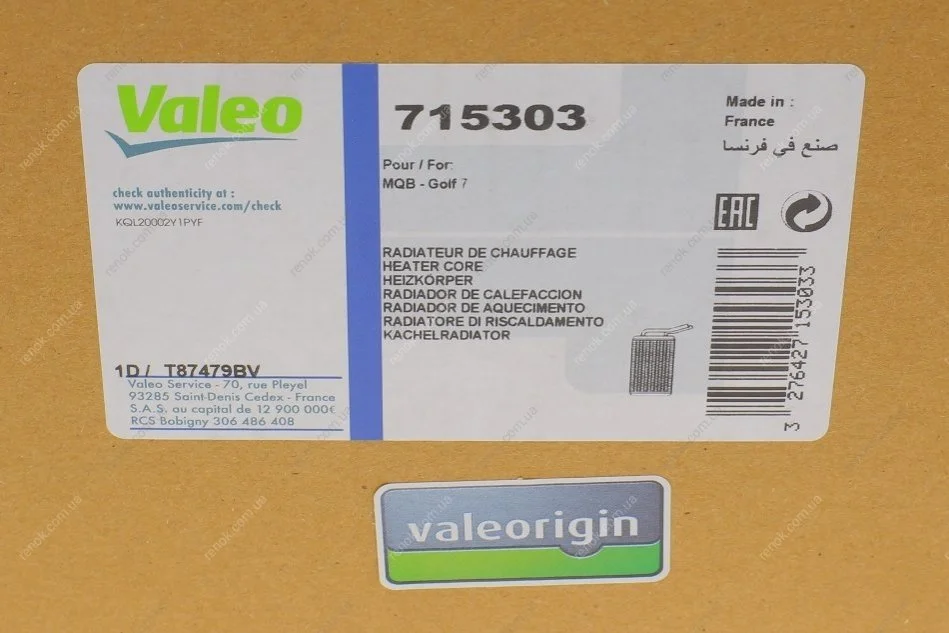 Valeo
check authenticity at :
www.valeoservice.com/check
KQL20002Y1PYF
1D / T87479BV
Valeo Service - 70, rue Pleyel
93285 Saint-Denis Cedex - France
S.A.S. au capital de 12 900 000€
RCS Bobigny 306 486 408
715303
Pour / For:
MQB - Golf 7
RADIATEUR DE CHAUFFAGE
HEATER CORE
HEIZKÖRPER
RADIADOR DE CALEFACCION
RADIADOR DE AQUECIMENTO
RADIATORE DI RISCALDAMENTO
KACHELRADIATOR
Made in :
France
صنع في فرنسا
EAC
3 276427 153033
valeorigin
renok.com.ua